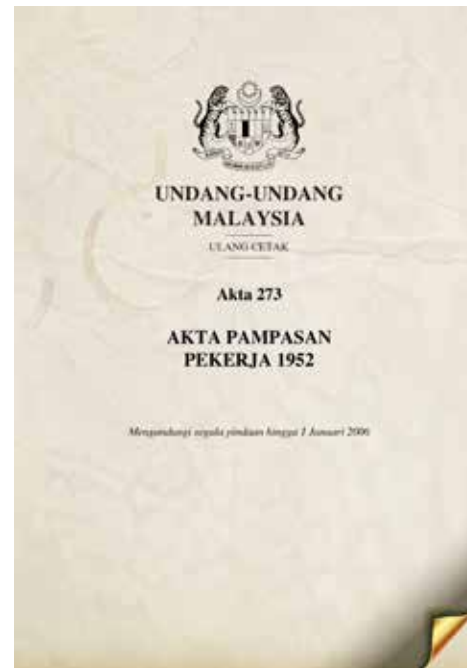 UNDANG-UNDANG
MALAYSIA
ULANG CETAK
Akta 273
AKTA PAMPASAN
PEKERJA 1952
Mengandungi segala pindaan hingga 1 Januari 2006